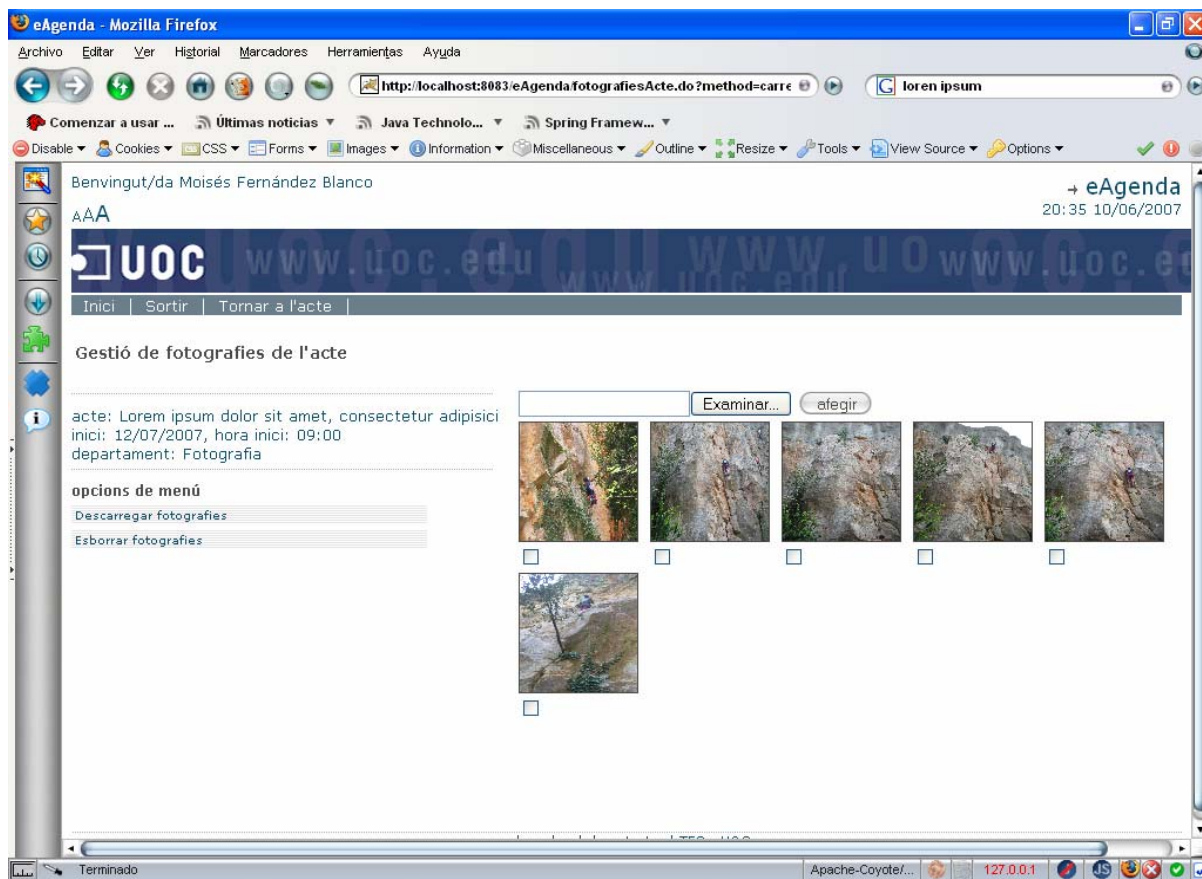 eAgenda - Mozilla Firefox
Archivo Editar Ver Historial Marcadores Herramientas Ayuda
http://localhost:8083/eAgenda/fotografiesActe.do?method=carre
G loren ipsum
Comenzar a usar ... Últimas noticias Java Technolo... Spring Framew...
Disable Cookies CSS Forms Images Information Miscellaneous Outline Resize Tools View Source Options
Benvingut/da Moisés Fernández Blanco
→ eAgenda
AAA
20:35 10/06/2007
UOC www.uoc.edu www.uoc.edu
Inici | Sortir | Tornar a l'acte |
Gestió de fotografies de l'acte
Examinar... afegir
acte: Lorem ipsum dolor sit amet, consectetur adipisici
inici: 12/07/2007, hora inici: 09:00
departament: Fotografia
opcions de menú
Descarregar fotografies
Esborrar fotografies
Terminado
Apache-Coyote/... 127.0.0.1